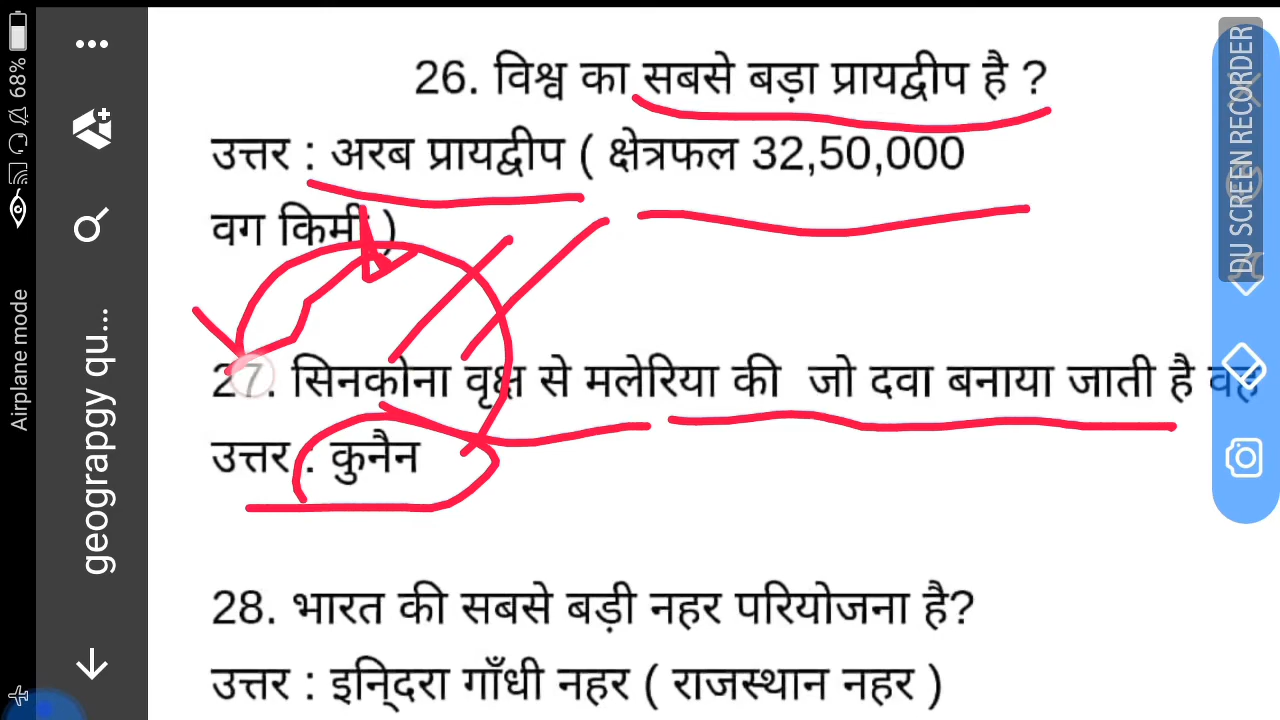 26. विश्व का सबसे बड़ा प्रायद्वीप है ?
उत्तर : अरब प्रायद्वीप ( क्षेत्रफल 32,50,000
वग किमी )
27. सिनकोना वृक्ष से मलेरिया की जो दवा बनाया जाती है वह
उत्तर : कुनैन
28. भारत की सबसे बड़ी नहर परियोजना है?
उत्तर : इन्दिरा गाँधी नहर ( राजस्थान नहर )
geograpgy qu...
Airplane mode
68%
DU SCREEN RECORDER